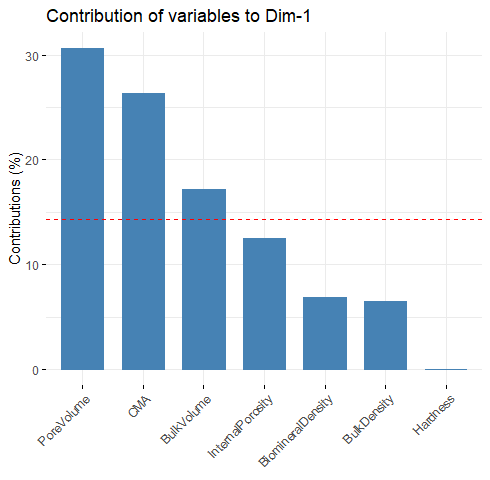 Contribution of variables to Dim-1
Contributions (%)
30
20
10
0
PoreVolume
CMA
BulkVolume
InternalPorosity
BiomineralDensity
BulkDensity
Hardness